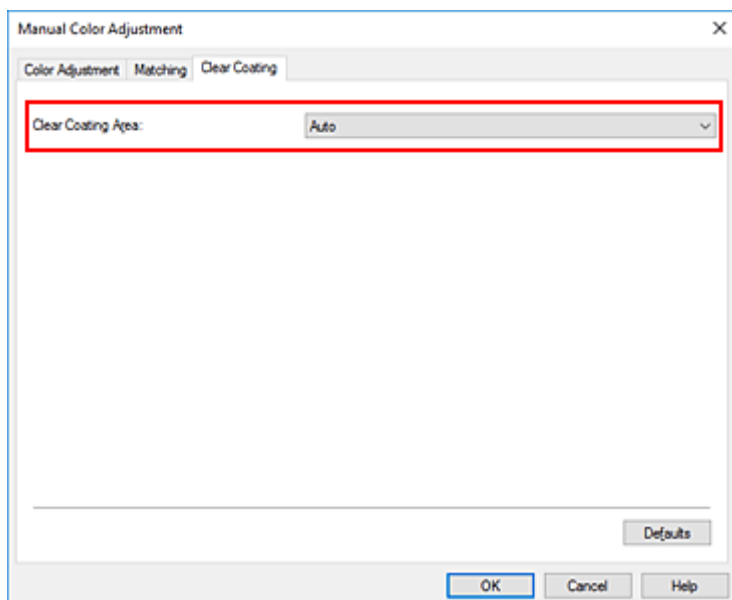 Manual Color Adjustment
Color Adjustment Matching Clear Coating
Clear Coating Area: Auto
Defaults
OK Cancel Help